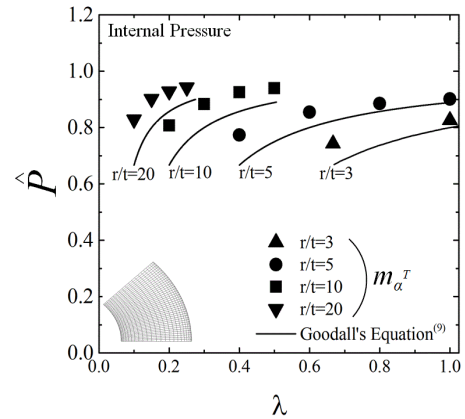 Internal Pressure
1.2
1.0
0.8
0.6
0.4
0.2
0.0
P̂
r/t=20
r/t=10
r/t=5
r/t=3
r/t=3
r/t=5
r/t=10
r/t=20
mαᵀ
Goodall's Equation⁽⁹⁾
0.0 0.2 0.4 0.6 0.8 1.0
λ